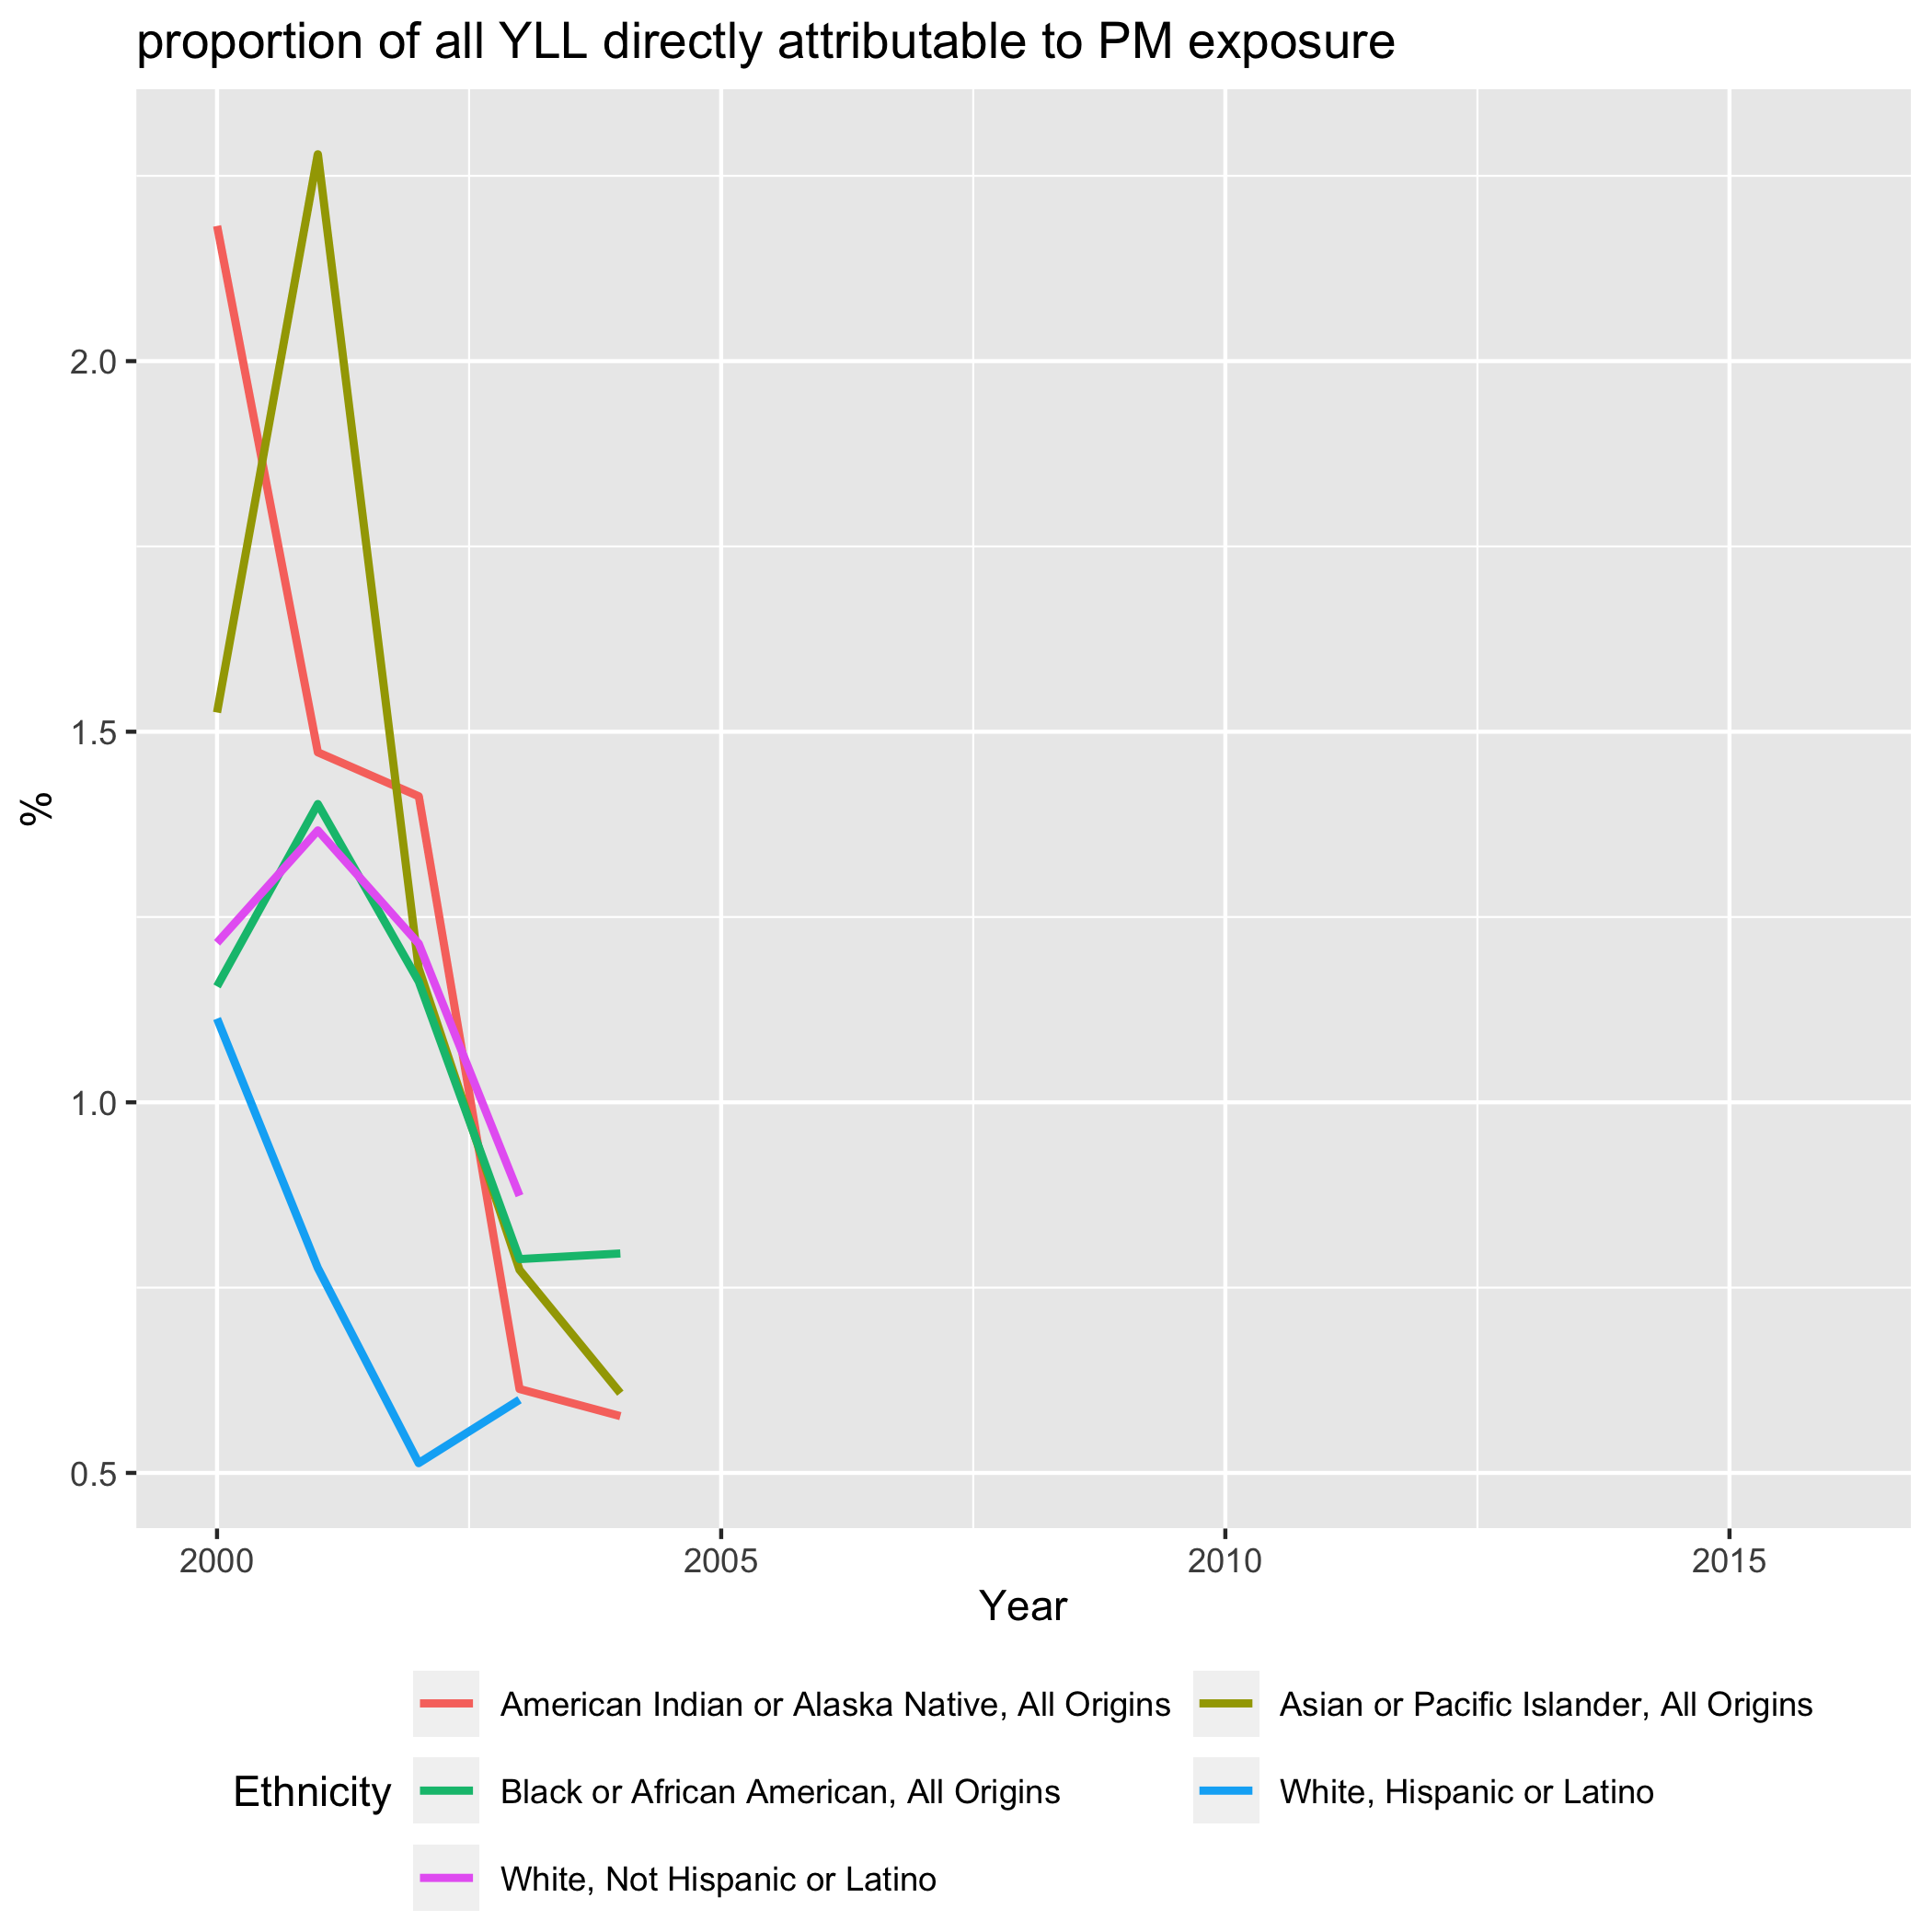 proportion of all YLL directly attributable to PM exposure
%
2.0
1.5
1.0
0.5
2000 2005 2010 2015
Year
Ethnicity
American Indian or Alaska Native, All Origins
Asian or Pacific Islander, All Origins
Black or African American, All Origins
White, Hispanic or Latino
White, Not Hispanic or Latino